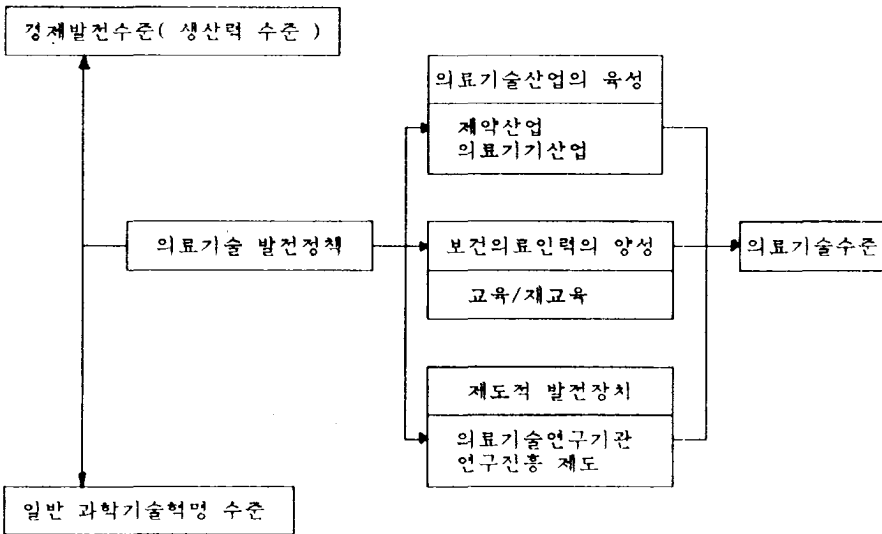 경제발전수준( 생산력 수준 )
의료기술산업의 육성
제약산업
의료기기산업
의료기술 발전정책
보건의료인력의 양성
의료기술수준
교육/재교육
제도적 발전장치
의료기술연구기관
연구진흥 제도
일반 과학기술혁명 수준